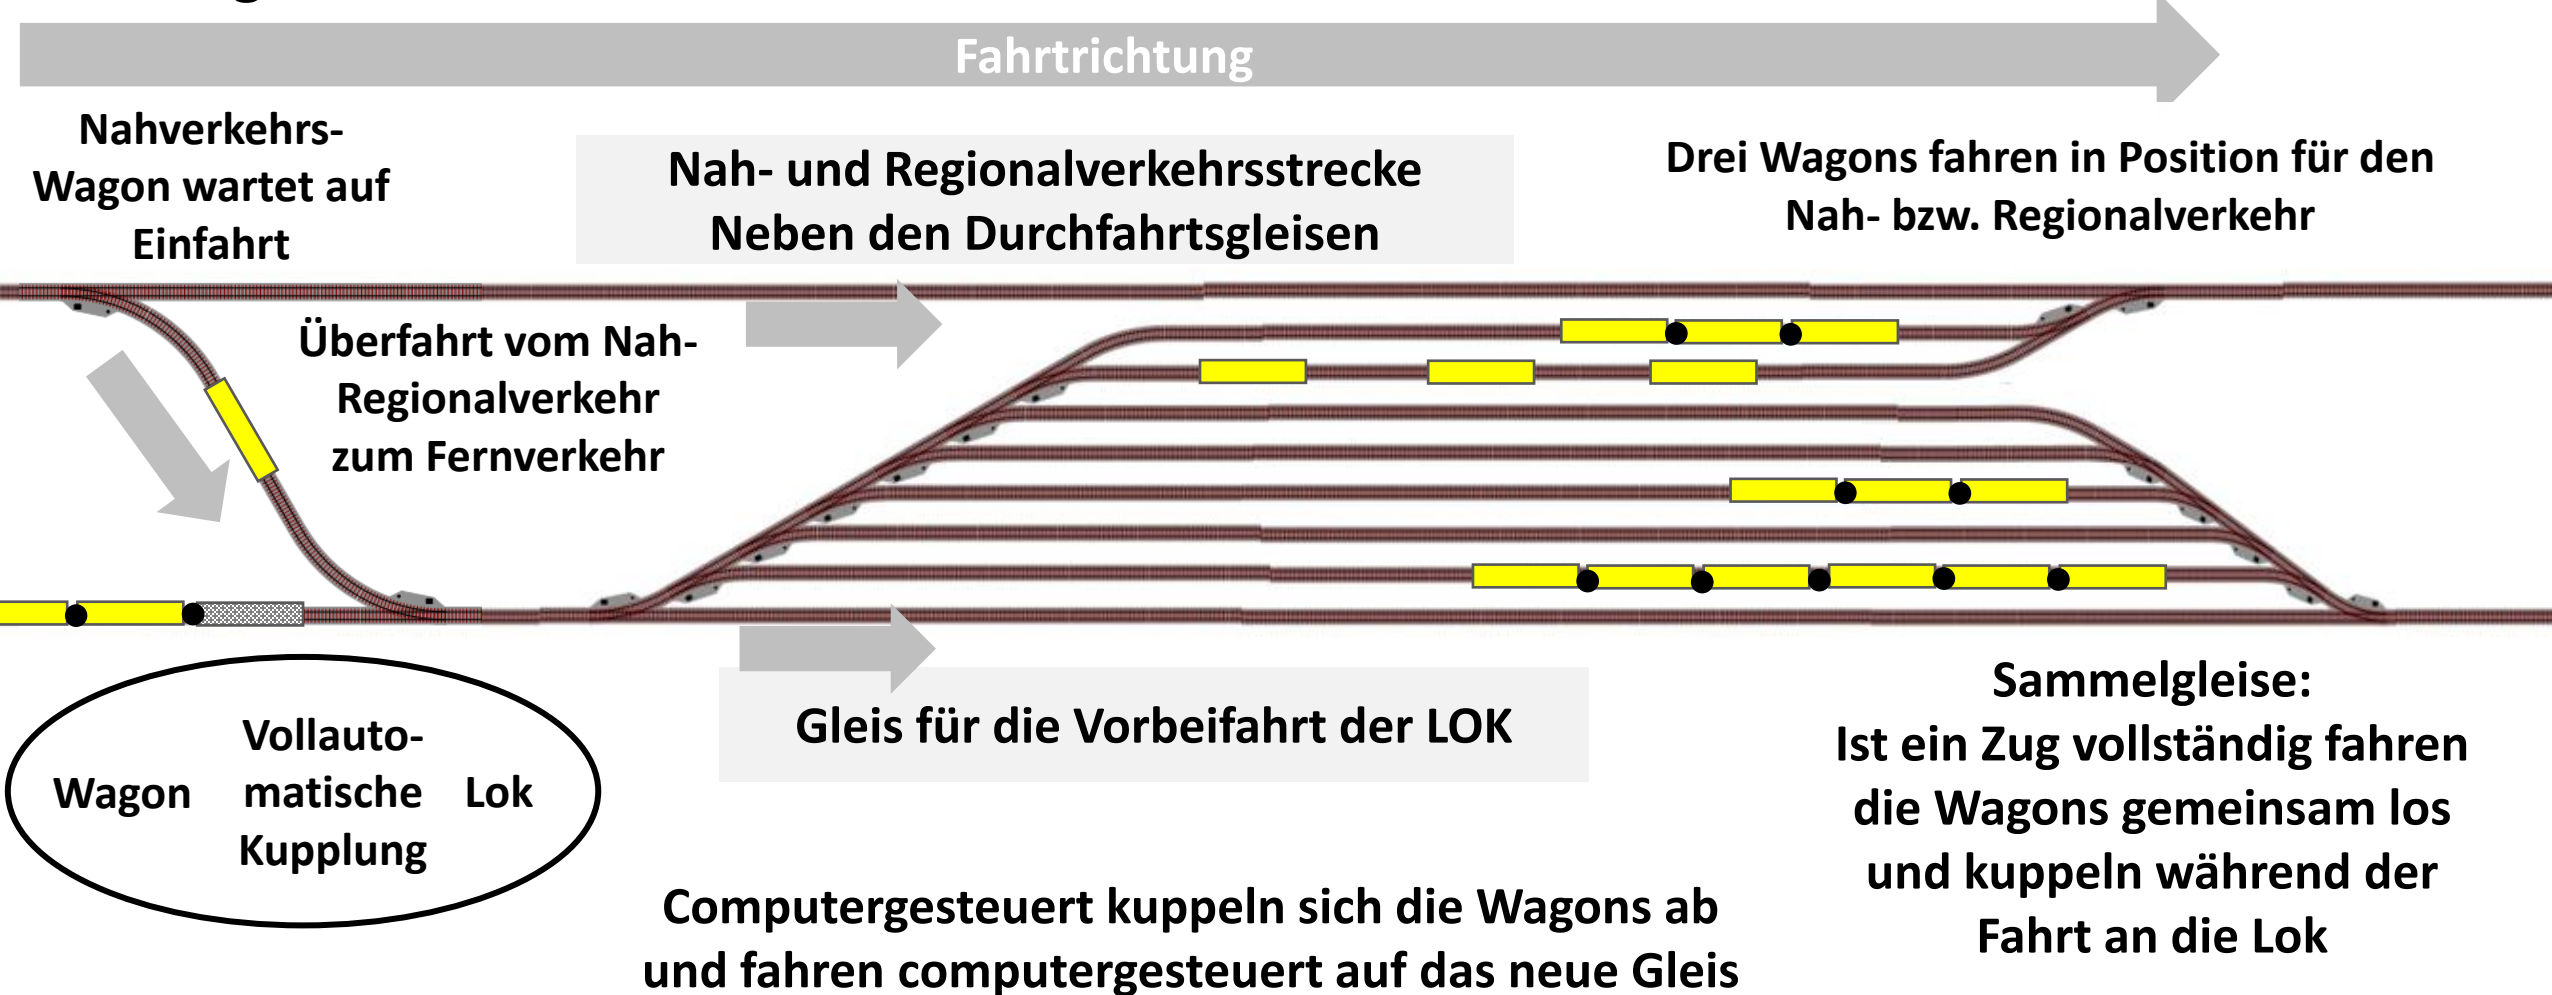 Fahrtrichtung
Nahverkehrs-
Wagon wartet auf
Einfahrt
Nah- und Regionalverkehrsstrecke
Neben den Durchfahrtsgleisen
Drei Wagons fahren in Position für den
Nah- bzw. Regionalverkehr
Überfahrt vom Nah-
Regionalverkehr
zum Fernverkehr
Wagon
Vollauto-
matische
Kupplung
Lok
Gleis für die Vorbeifahrt der LOK
Computergesteuert kuppeln sich die Wagons ab
und fahren computergesteuert auf das neue Gleis
Sammelgleise:
Ist ein Zug vollständig fahren
die Wagons gemeinsam los
und kuppeln während der
Fahrt an die Lok